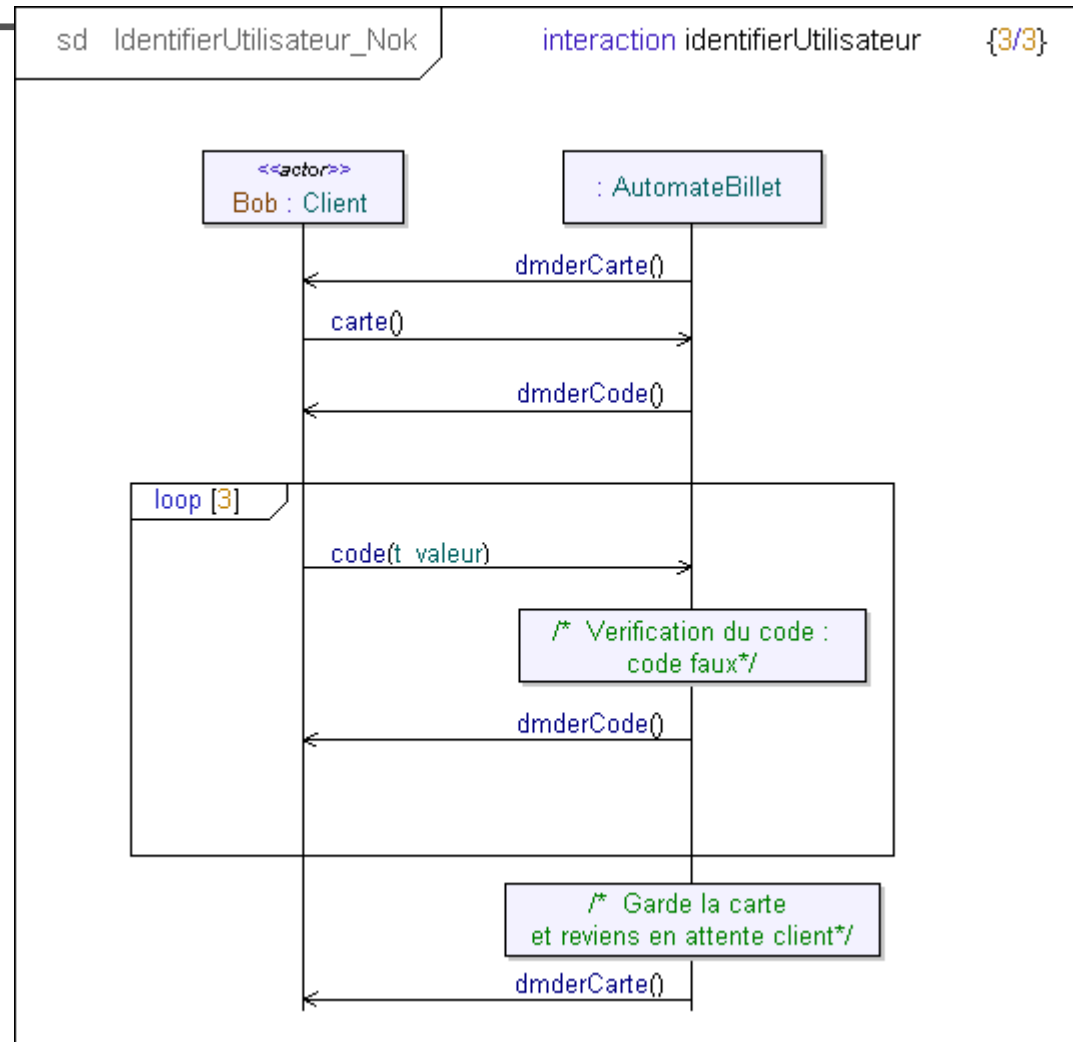 sd IdentifierUtilisateur_Nok
interaction identifierUtilisateur {3/3}
<<actor>>
Bob : Client
: AutomateBillet
dmderCarte()
carte()
dmderCode()
loop [3]
code(t_valeur)
/* Verification du code :
code faux*/
dmderCode()
/* Garde la carte
et reviens en attente client*/
dmderCarte()